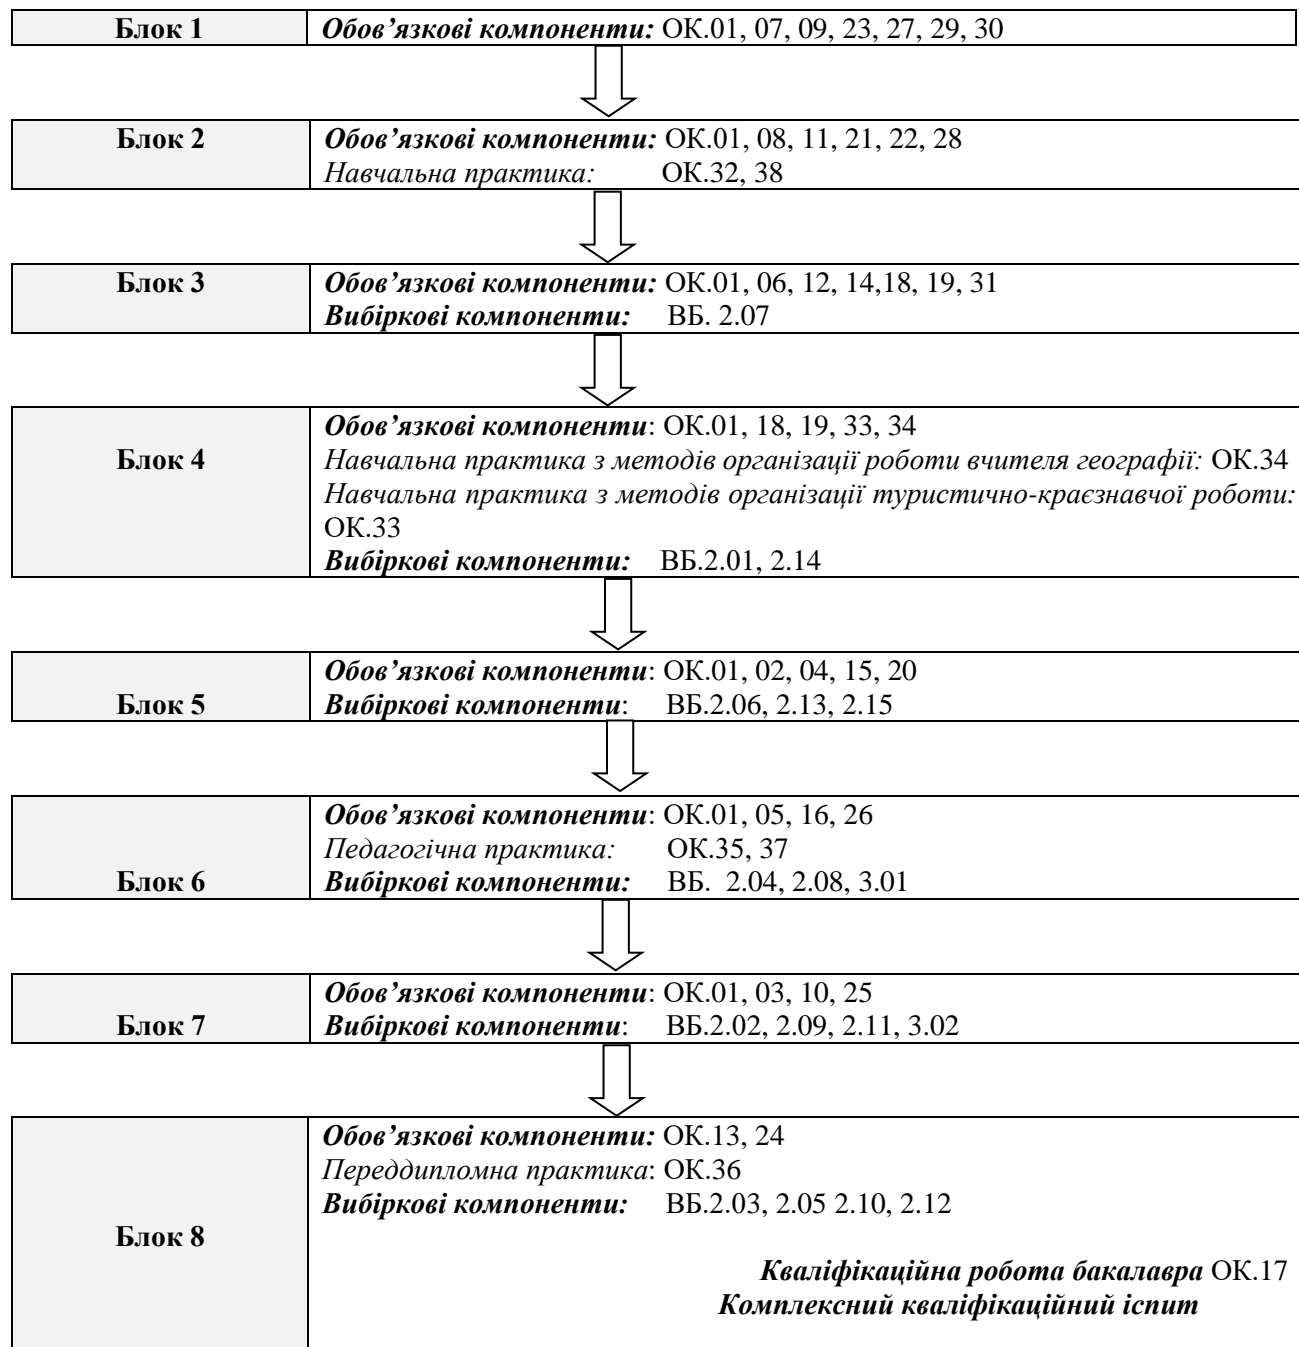 Блок 1 Обов’язкові компоненти: ОК.01, 07, 09, 23, 27, 29, 30
Блок 2 Обов’язкові компоненти: ОК.01, 08, 11, 21, 22, 28
Навчальна практика: ОК.32, 38
Блок 3 Обов’язкові компоненти: ОК.01, 06, 12, 14,18, 19, 31
Вибіркові компоненти: ВБ. 2.07
Обов’язкові компоненти: ОК.01, 18, 19, 33, 34
Блок 4 Навчальна практика з методів організації роботи вчителя географії: ОК.34
Навчальна практика з методів організації туристично-краєзнавчої роботи:
ОК.33
Вибіркові компоненти: ВБ.2.01, 2.14
Обов’язкові компоненти: ОК.01, 02, 04, 15, 20
Блок 5 Вибіркові компоненти: ВБ.2.06, 2.13, 2.15
Обов’язкові компоненти: ОК.01, 05, 16, 26
Педагогічна практика: ОК.35, 37
Блок 6 Вибіркові компоненти: ВБ. 2.04, 2.08, 3.01
Обов’язкові компоненти: ОК.01, 03, 10, 25
Блок 7 Вибіркові компоненти: ВБ.2.02, 2.09, 2.11, 3.02
Обов’язкові компоненти: ОК.13, 24
Переддипломна практика: ОК.36
Вибіркові компоненти: ВБ.2.03, 2.05 2.10, 2.12
Блок 8
Кваліфікаційна робота бакалавра ОК.17
Комплексний кваліфікаційний іспит